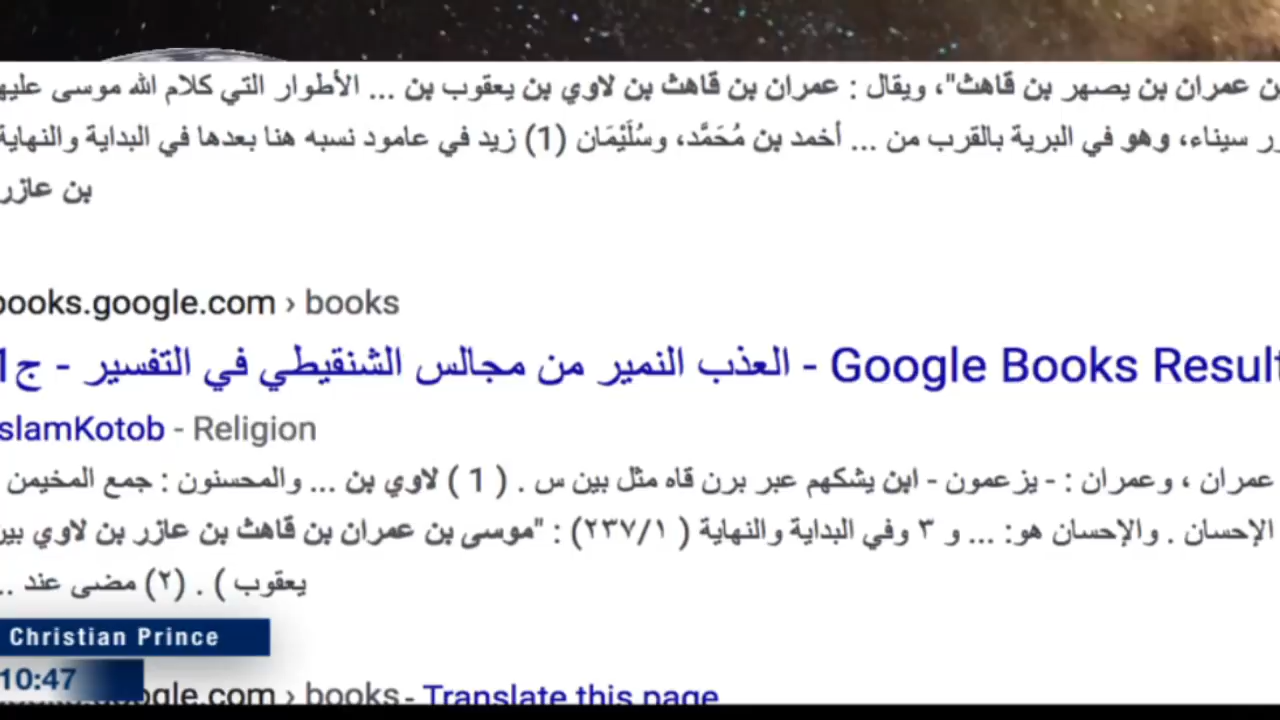 بن عمران بن يصهر بن قاهث"، ويقال : عمران بن قاهث بن لاوي بن يعقوب بن ... الأطوار التي كلام الله موسى عليه
ور سيناء، وهو في البرية بالقرب من ... أخمد بن مُحَمَّد، وسُلَيْمَان (1) زيد في عامود نسبه هنا بعدها في البداية والنهاية
بن عازر
books.google.com › books
العذب النمير من مجالس الشنقيطي في التفسير - ج1 - Google Books Result
slamKotob - Religion
عمران ، وعمران : - يزعمون - ابن يشكهم عبر برن قاه مثل بين س . ( 1 ) لاوي بن ... والمحسنون : جمع المخيمن
الإحسان . والإحسان هو: ... و ٣ وفي البداية والنهاية ( ٢٣٧/١) : "موسى بن عمران بن قاهث بن عازر بن لاوي بين
يعقوب ) . (٢) مضى عند ..
Christian Prince
10:47
ogle.com › books - Translate this page